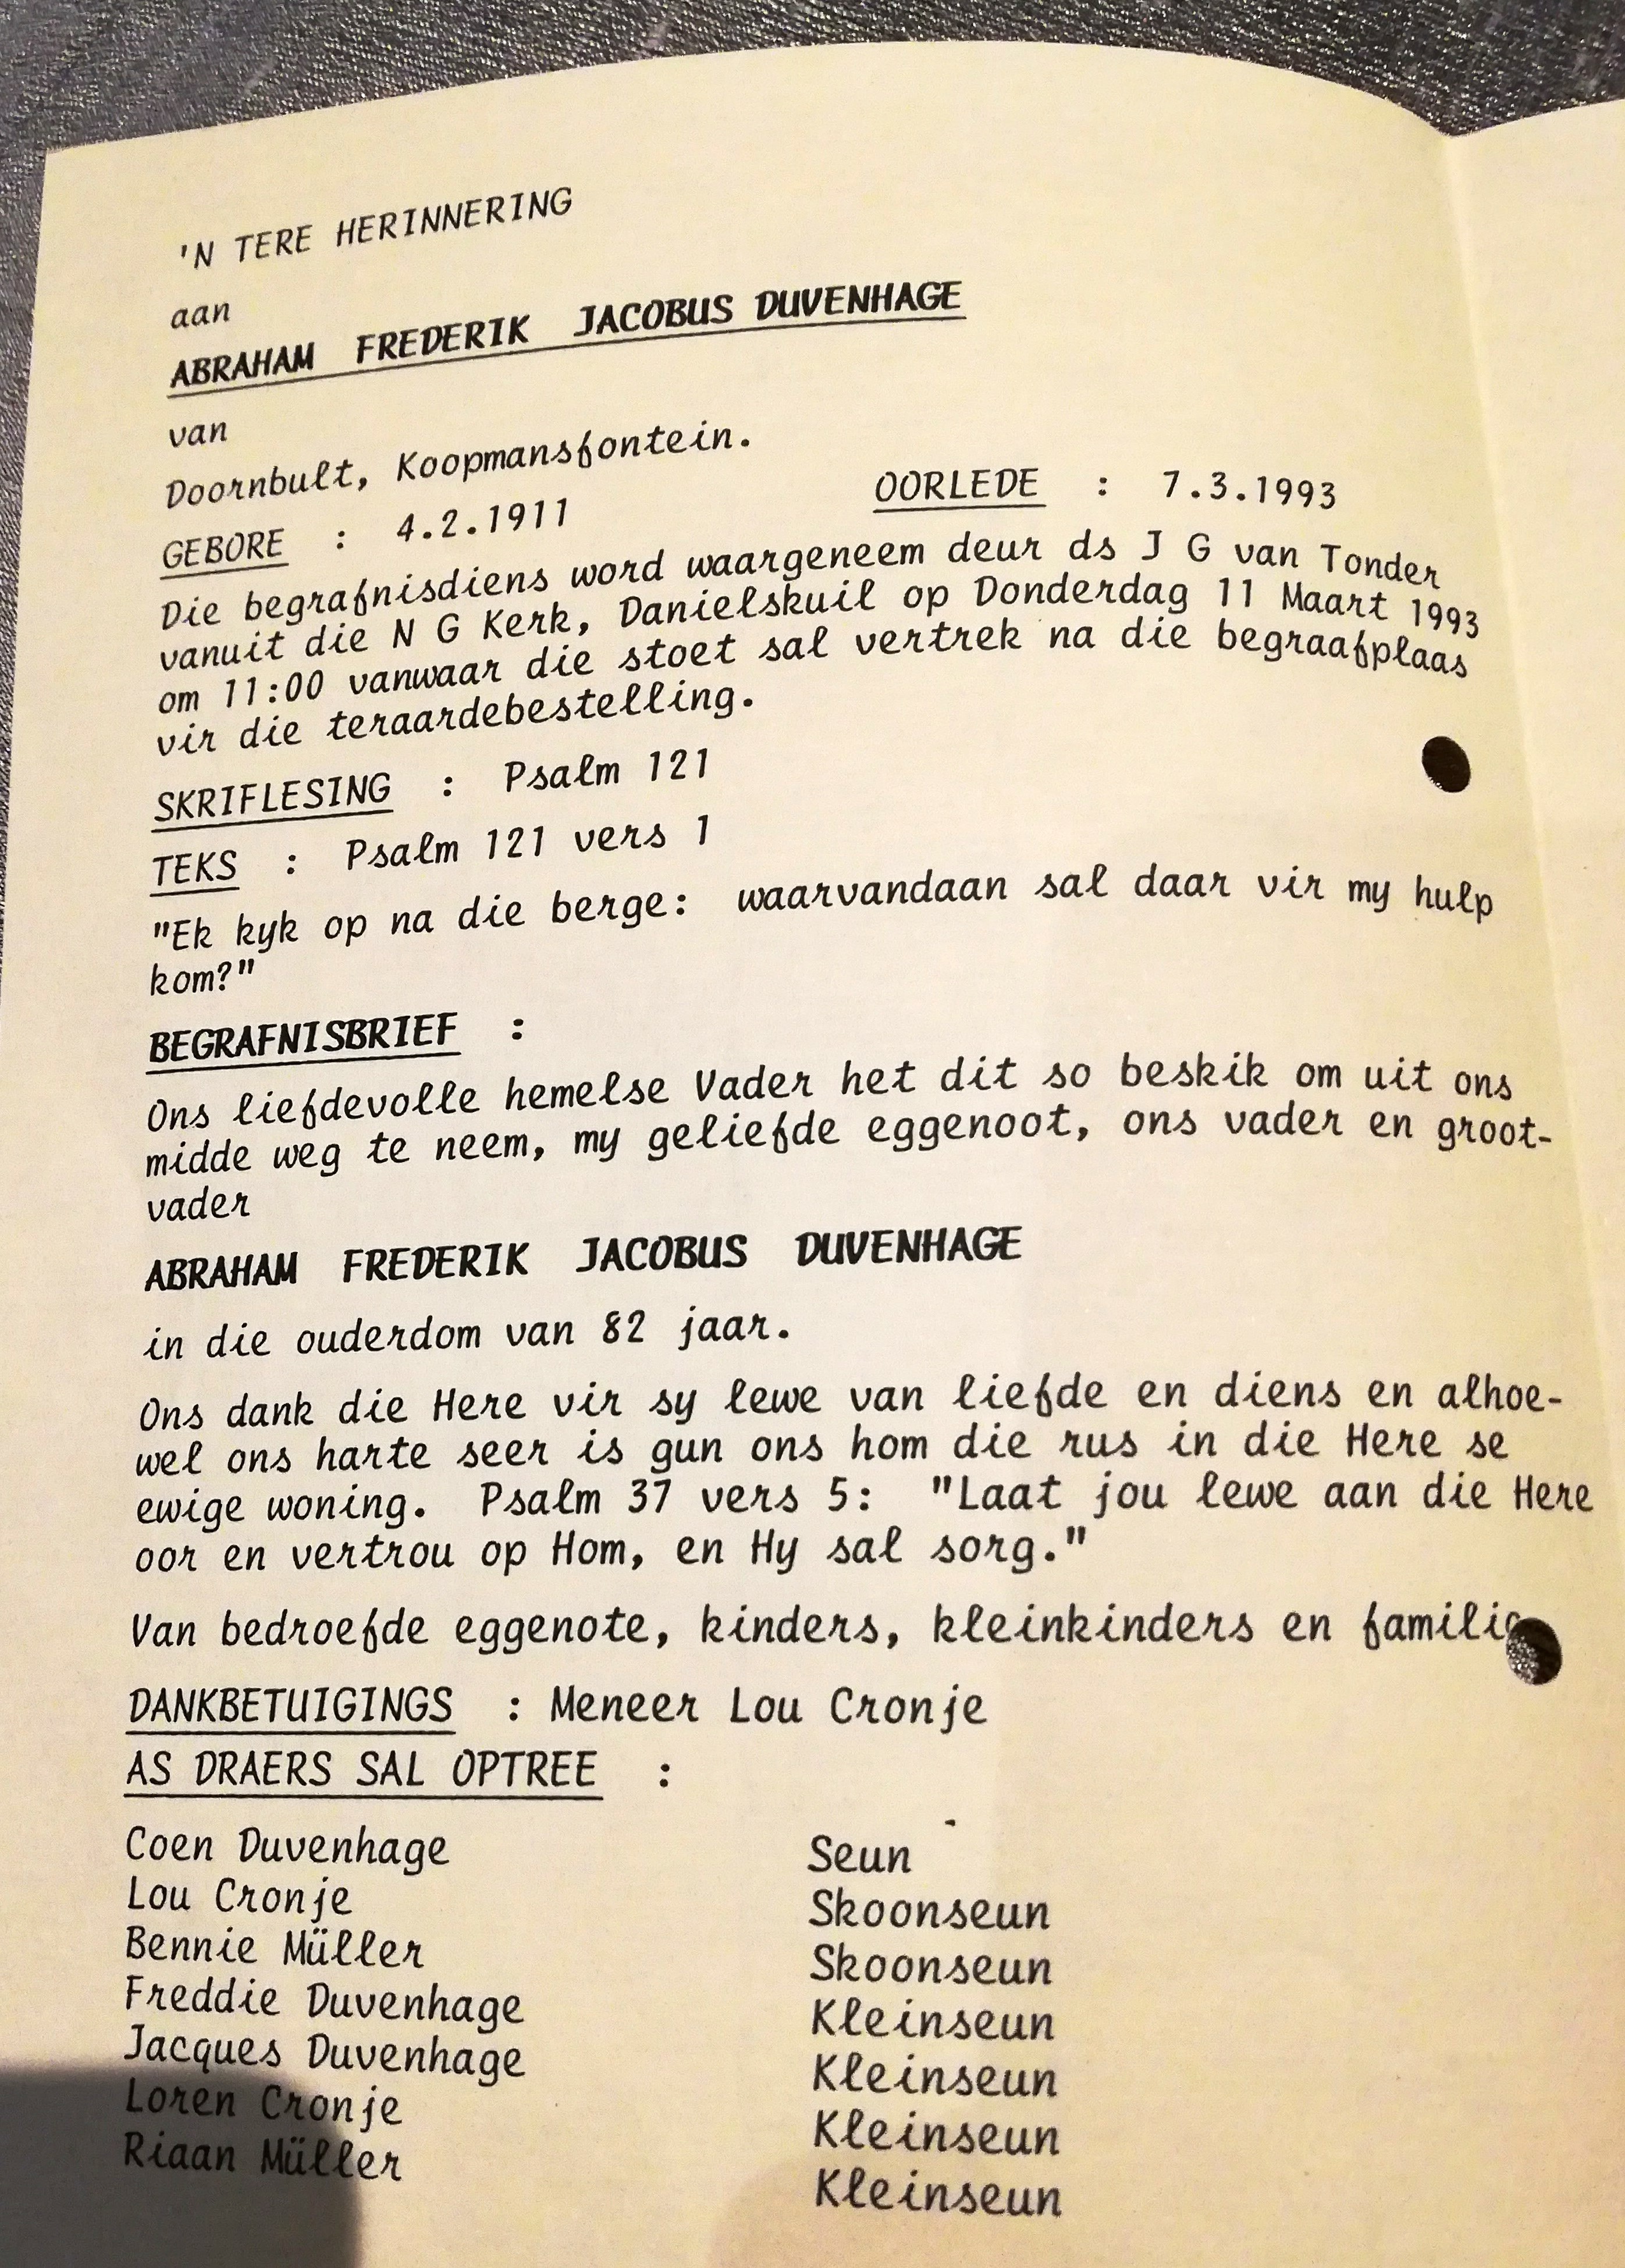 'N TERE HERINNERING
aan
ABRAHAM FREDERIK JACOBUS DUVENHAGE
van
Doornbult, Koopmansfontein.
GEBORE : 4.2.1911 OORLEDE : 7.3.1993
Die begrafnisdiens word waargeneem deur ds J G van Tonder
vanuit die N G Kerk, Danielskuil op Donderdag 11 Maart 1993
om 11:00 vanwaar die stoet sal vertrek na die begraafplaas
vir die teraardebestelling.
SKRIFLESING : Psalm 121
TEKS : Psalm 121 vers 1
"Ek kyk op na die berge: waarvandaan sal daar vir my hulp
kom?"
BEGRAFNISBRIEF :
Ons liefdevolle hemelse Vader het dit so beskik om uit ons
midde weg te neem, my geliefde eggenoot, ons vader en groot-
vader
ABRAHAM FREDERIK JACOBUS DUVENHAGE
in die ouderdom van 82 jaar.
Ons dank die Here vir sy lewe van liefde en diens en alhoe-
wel ons harte seer is gun ons hom die rus in die Here se
ewige woning. Psalm 37 vers 5: "Laat jou lewe aan die Here
oor en vertrou op Hom, en Hy sal sorg."
Van bedroefde eggenote, kinders, kleinkinders en familie
DANKBETUIGINGS : Meneer Lou Cronje
AS DRAERS SAL OPTREE :
Coen Duvenhage Seun
Lou Cronje Skoonseun
Bennie Müller Skoonseun
Freddie Duvenhage Kleinseun
Jacques Duvenhage Kleinseun
Loren Cronje Kleinseun
Riaan Müller Kleinseun